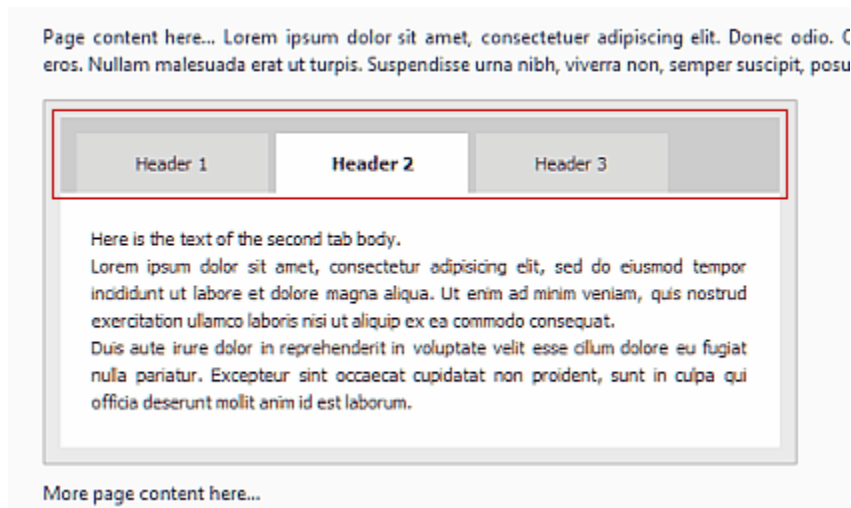 Page content here... Lorem ipsum dolor sit amet, consectetuer adipiscing elit. Donec odio.
eros. Nullam malesuada erat ut turpis. Suspendisse urna nibh, viverra non, semper suscipit, posu
Header 1 Header 2 Header 3
Here is the text of the second tab body.
Lorem ipsum dolor sit amet, consectetur adipisicing elit, sed do eiusmod tempor
incididunt ut labore et dolore magna aliqua. Ut enim ad minim veniam, quis nostrud
exercitation ullamco laboris nisi ut aliquip ex ea commodo consequat.
Duis aute irure dolor in reprehenderit in voluptate velit esse cillum dolore eu fugiat
nulla pariatur. Excepteur sint occaecat cupidatat non proident, sunt in culpa qui
officia deserunt mollit anim id est laborum.
More page content here...